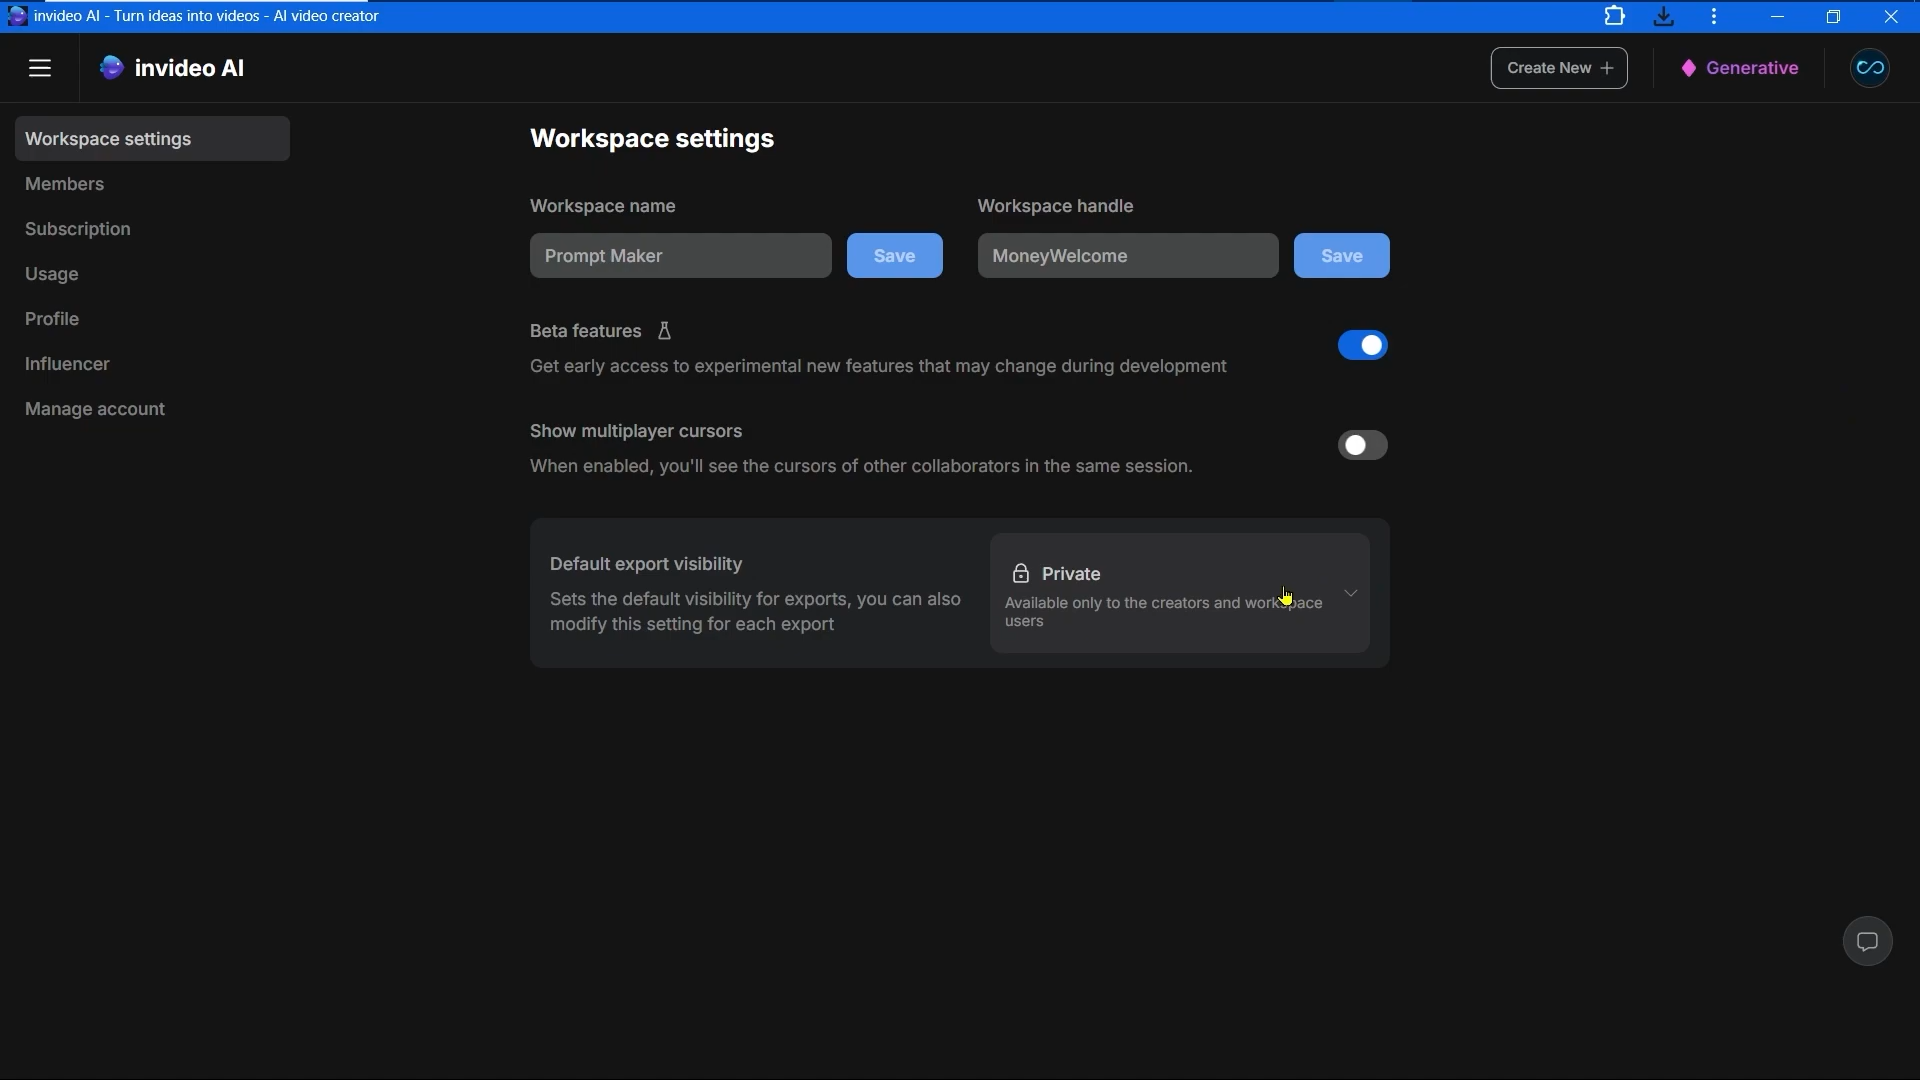 invideo AI - Turn ideas into videos - AI video creator
invideo AI
Create New
Generative
Workspace settings
Members
Subscription
Usage
Profile
Influencer
Manage account
Workspace settings
Workspace name
Workspace handle
Prompt Maker
Save
MoneyWelcome
Save
Beta features
Get early access to experimental new features that may change during development
Show multiplayer cursors
When enabled, you'll see the cursors of other collaborators in the same session.
Default export visibility
Sets the default visibility for exports, you can also
modify this setting for each export
Private
Available only to the creators and workspace
users